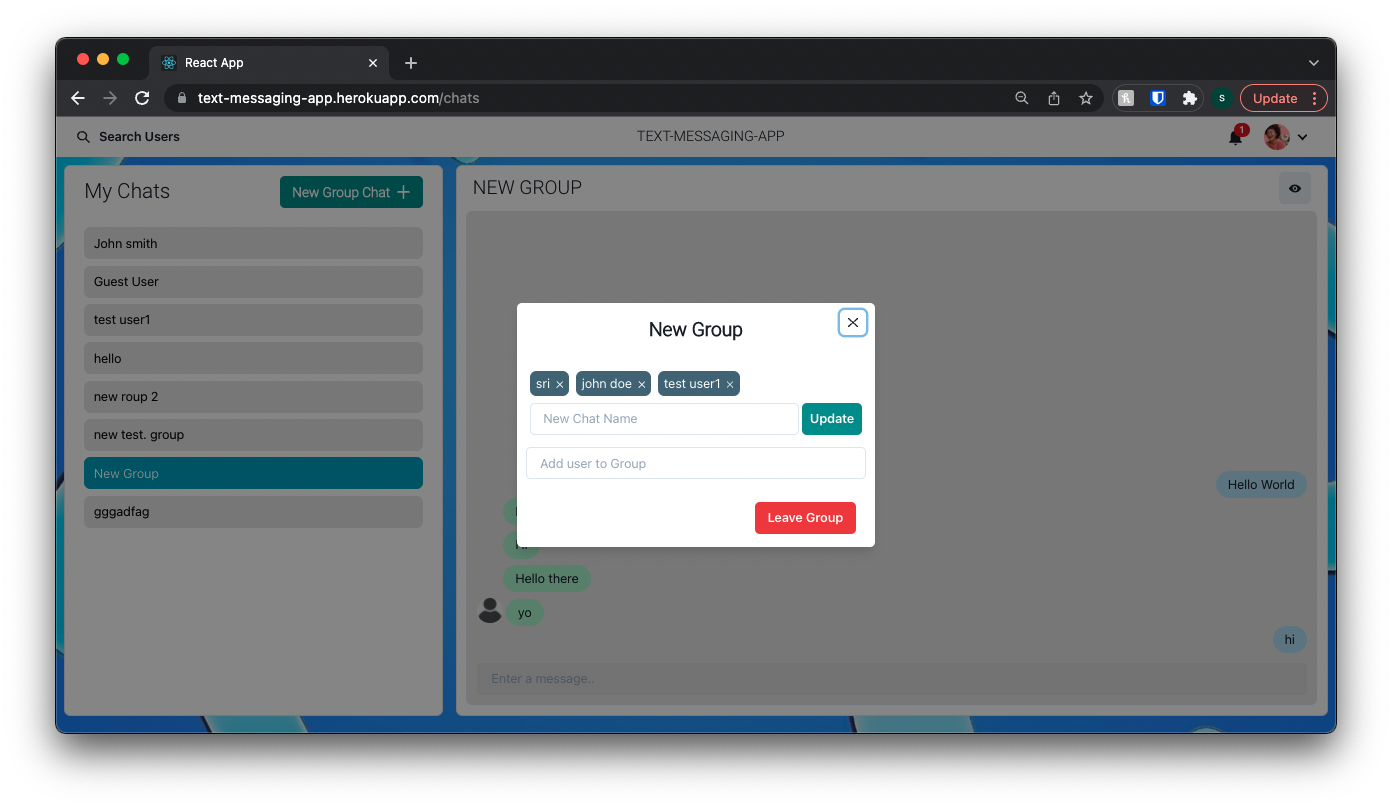 React App
text-messaging-app.herokuapp.com/chats
S
Update
Search Users
TEXT-MESSAGING-APP
1
My Chats
New Group Chat
John smith
Guest User
test user1
hello
new roup 2
new test. group
New Group
gggadfag
NEW GROUP
New Group
sri
john doe
test user1
New Chat Name
Update
Add user to Group
Leave Group
Hello World
Hello there
yo
hi
Enter a message..